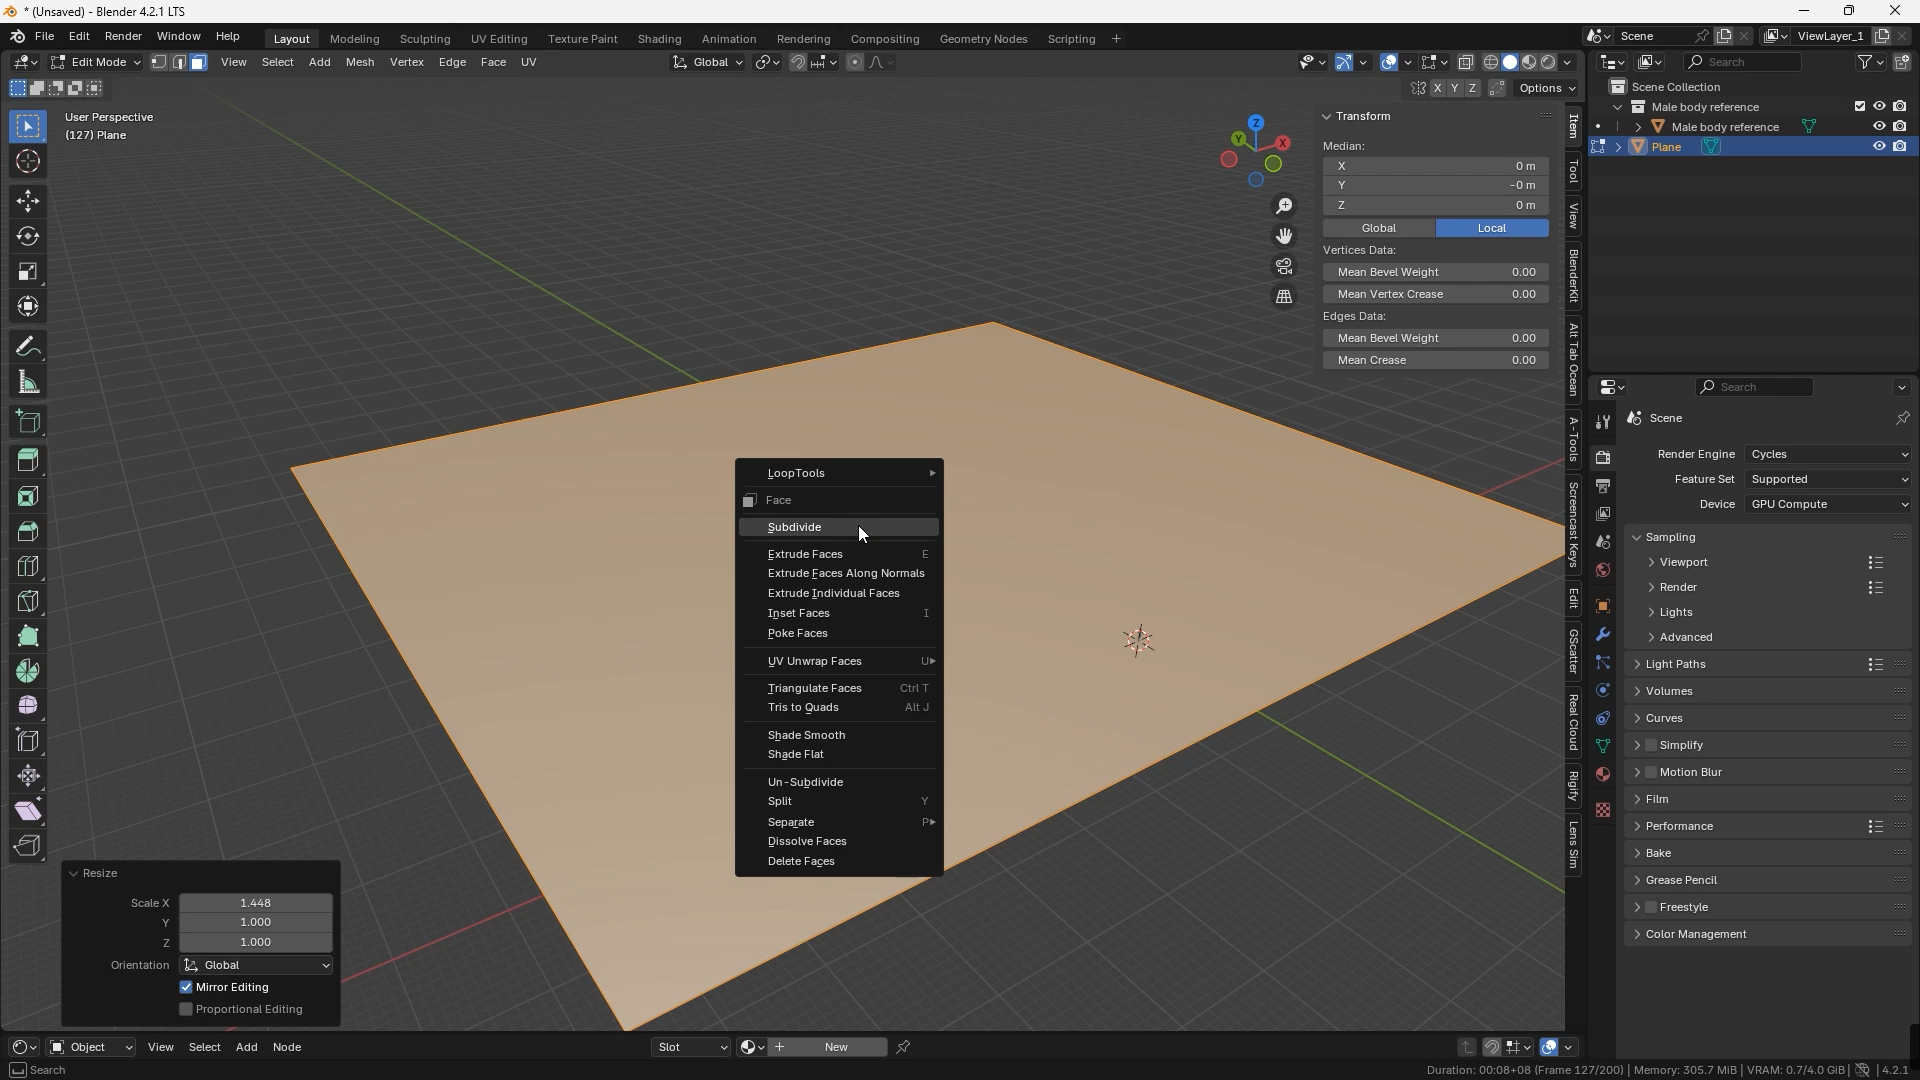 * (Unsaved) - Blender 4.2.1 LTS
File Edit Render Window Help
Layout Modeling Sculpting UV Editing Texture Paint Shading Animation Rendering Compositing Geometry Nodes Scripting +
Scene ViewLayer_1
Edit Mode View Select Add Mesh Vertex Edge Face UV
Global
Search
X Y Z Options
User Perspective
(127) Plane
Z
Y
X
Transform
Median:
X 0 m
Y -0 m
Z 0 m
Global Local
Vertices Data:
Mean Bevel Weight 0.00
Mean Vertex Crease 0.00
Edges Data:
Mean Bevel Weight 0.00
Mean Crease 0.00
Item
Tool
View
BlenderKit
Alt Tab Ocean
A-Tools
Screencast Keys
Edit
GScatter
Real Cloud
Rigify
Lens Sim
Scene Collection
Male body reference
Male body reference
Plane
Search
Scene
Render Engine Cycles
Feature Set Supported
Device GPU Compute
Sampling
Viewport
Render
Lights
Advanced
Light Paths
Volumes
Curves
Simplify
Motion Blur
Film
Performance
Bake
Grease Pencil
Freestyle
Color Management
LoopTools
Face
Subdivide
Extrude Faces E
Extrude Faces Along Normals
Extrude Individual Faces
Inset Faces I
Poke Faces
UV Unwrap Faces U
Triangulate Faces Ctrl T
Tris to Quads Alt J
Shade Smooth
Shade Flat
Un-Subdivide
Split Y
Separate P
Dissolve Faces
Delete Faces
Resize
Scale X 1.448
Y 1.000
Z 1.000
Orientation Global
Mirror Editing
Proportional Editing
Object View Select Add Node
Slot
+ New
Search
Duration: 00:08+08 (Frame 127/200) | Memory: 305.7 MiB | VRAM: 0.7/4.0 GiB | 4.2.1